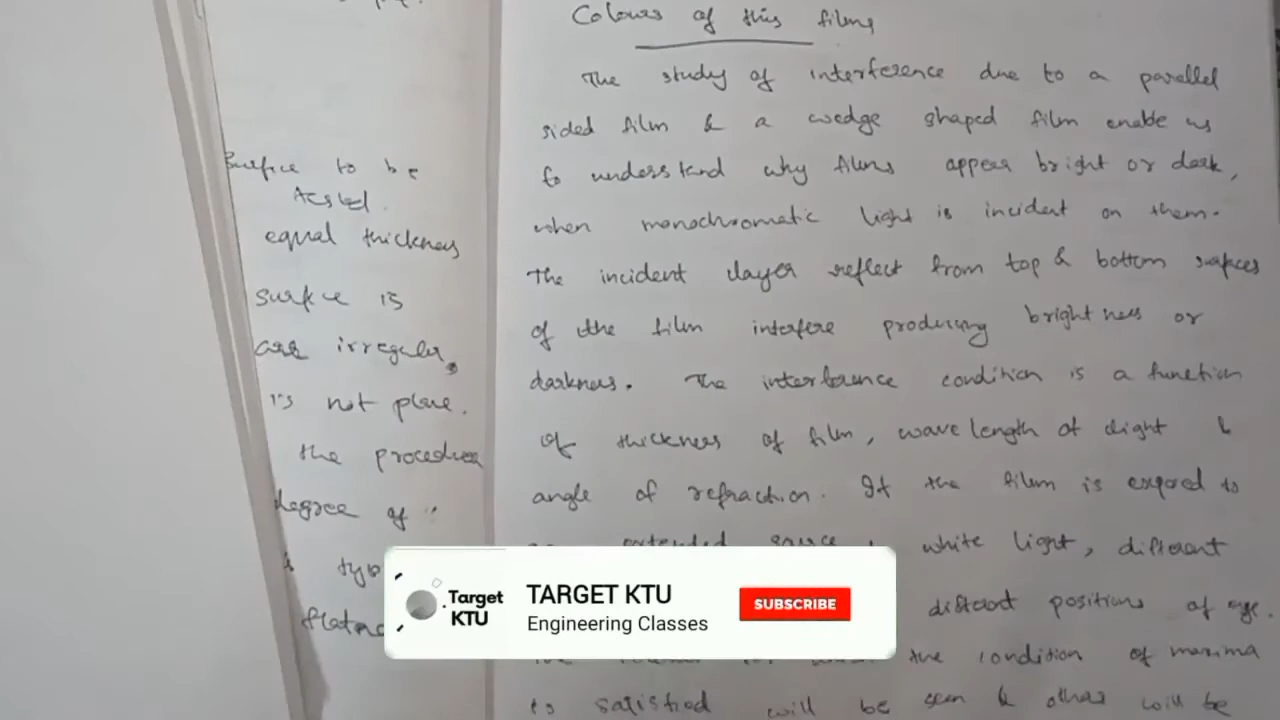 Surface to be
equal thickness
surface is
are irregular,
is not plane.
the procedure
degree of
Colours of this films
The study of interference due to a parallel
sided film & a wedge shaped film enable us
to understand why films appear bright or dark,
when monochromatic light is incident on them.
The incident layer reflect from top & bottom surfaces
of the film interfere producing brightness or
darkness. The interference condition is a function
of thickness of film, wavelength of light &
angle of refraction. If the film is exposed to
extended source white light, different
different positions of eye.
the condition of maxima
is satisfied will be seen & other will be
Target
KTU
TARGET KTU
Engineering Classes
SUBSCRIBE